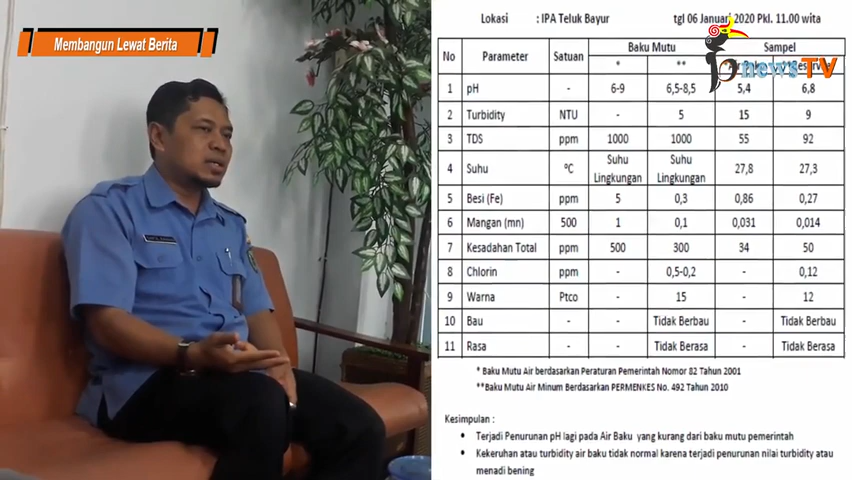 Membangun Lewat Berita
Lokasi : IPA Teluk Bayur tgl 06 Januari 2020 Pkl. 11.00 wita
newsTV
No Parameter Satuan Baku Mutu Sampel
* ** *Air
1 pH - 6-9 6,5-8,5 5,4 6,8
2 Turbidity NTU - 5 15 9
3 TDS ppm 1000 1000 55 92
4 Suhu ⁰C Suhu Lingkungan Suhu Lingkungan 27,8 27,3
5 Besi (Fe) ppm 5 0,3 0,86 0,27
6 Mangan (mn) 500 1 0,1 0,031 0,014
7 Kesadahan Total ppm 500 300 34 50
8 Chlorin ppm - 0,5-0,2 - 0,12
9 Warna Ptco - 15 - 12
10 Bau - - Tidak Berbau - Tidak Berbau
11 Rasa - - Tidak Berasa - Tidak Berasa
* Baku Mutu Air berdasarkan Peraturan Pemerintah Nomor 82 Tahun 2001
**Baku Mutu Air Minum Berdasarkan PERMENKES No. 492 Tahun 2010
Kesimpulan :
• Terjadi Penurunan pH lagi pada Air Baku yang kurang dari baku mutu pemerintah
• Kekeruhan atau turbidity air baku tidak normal karena terjadi penurunan nilai turbidity atau
menadi bening